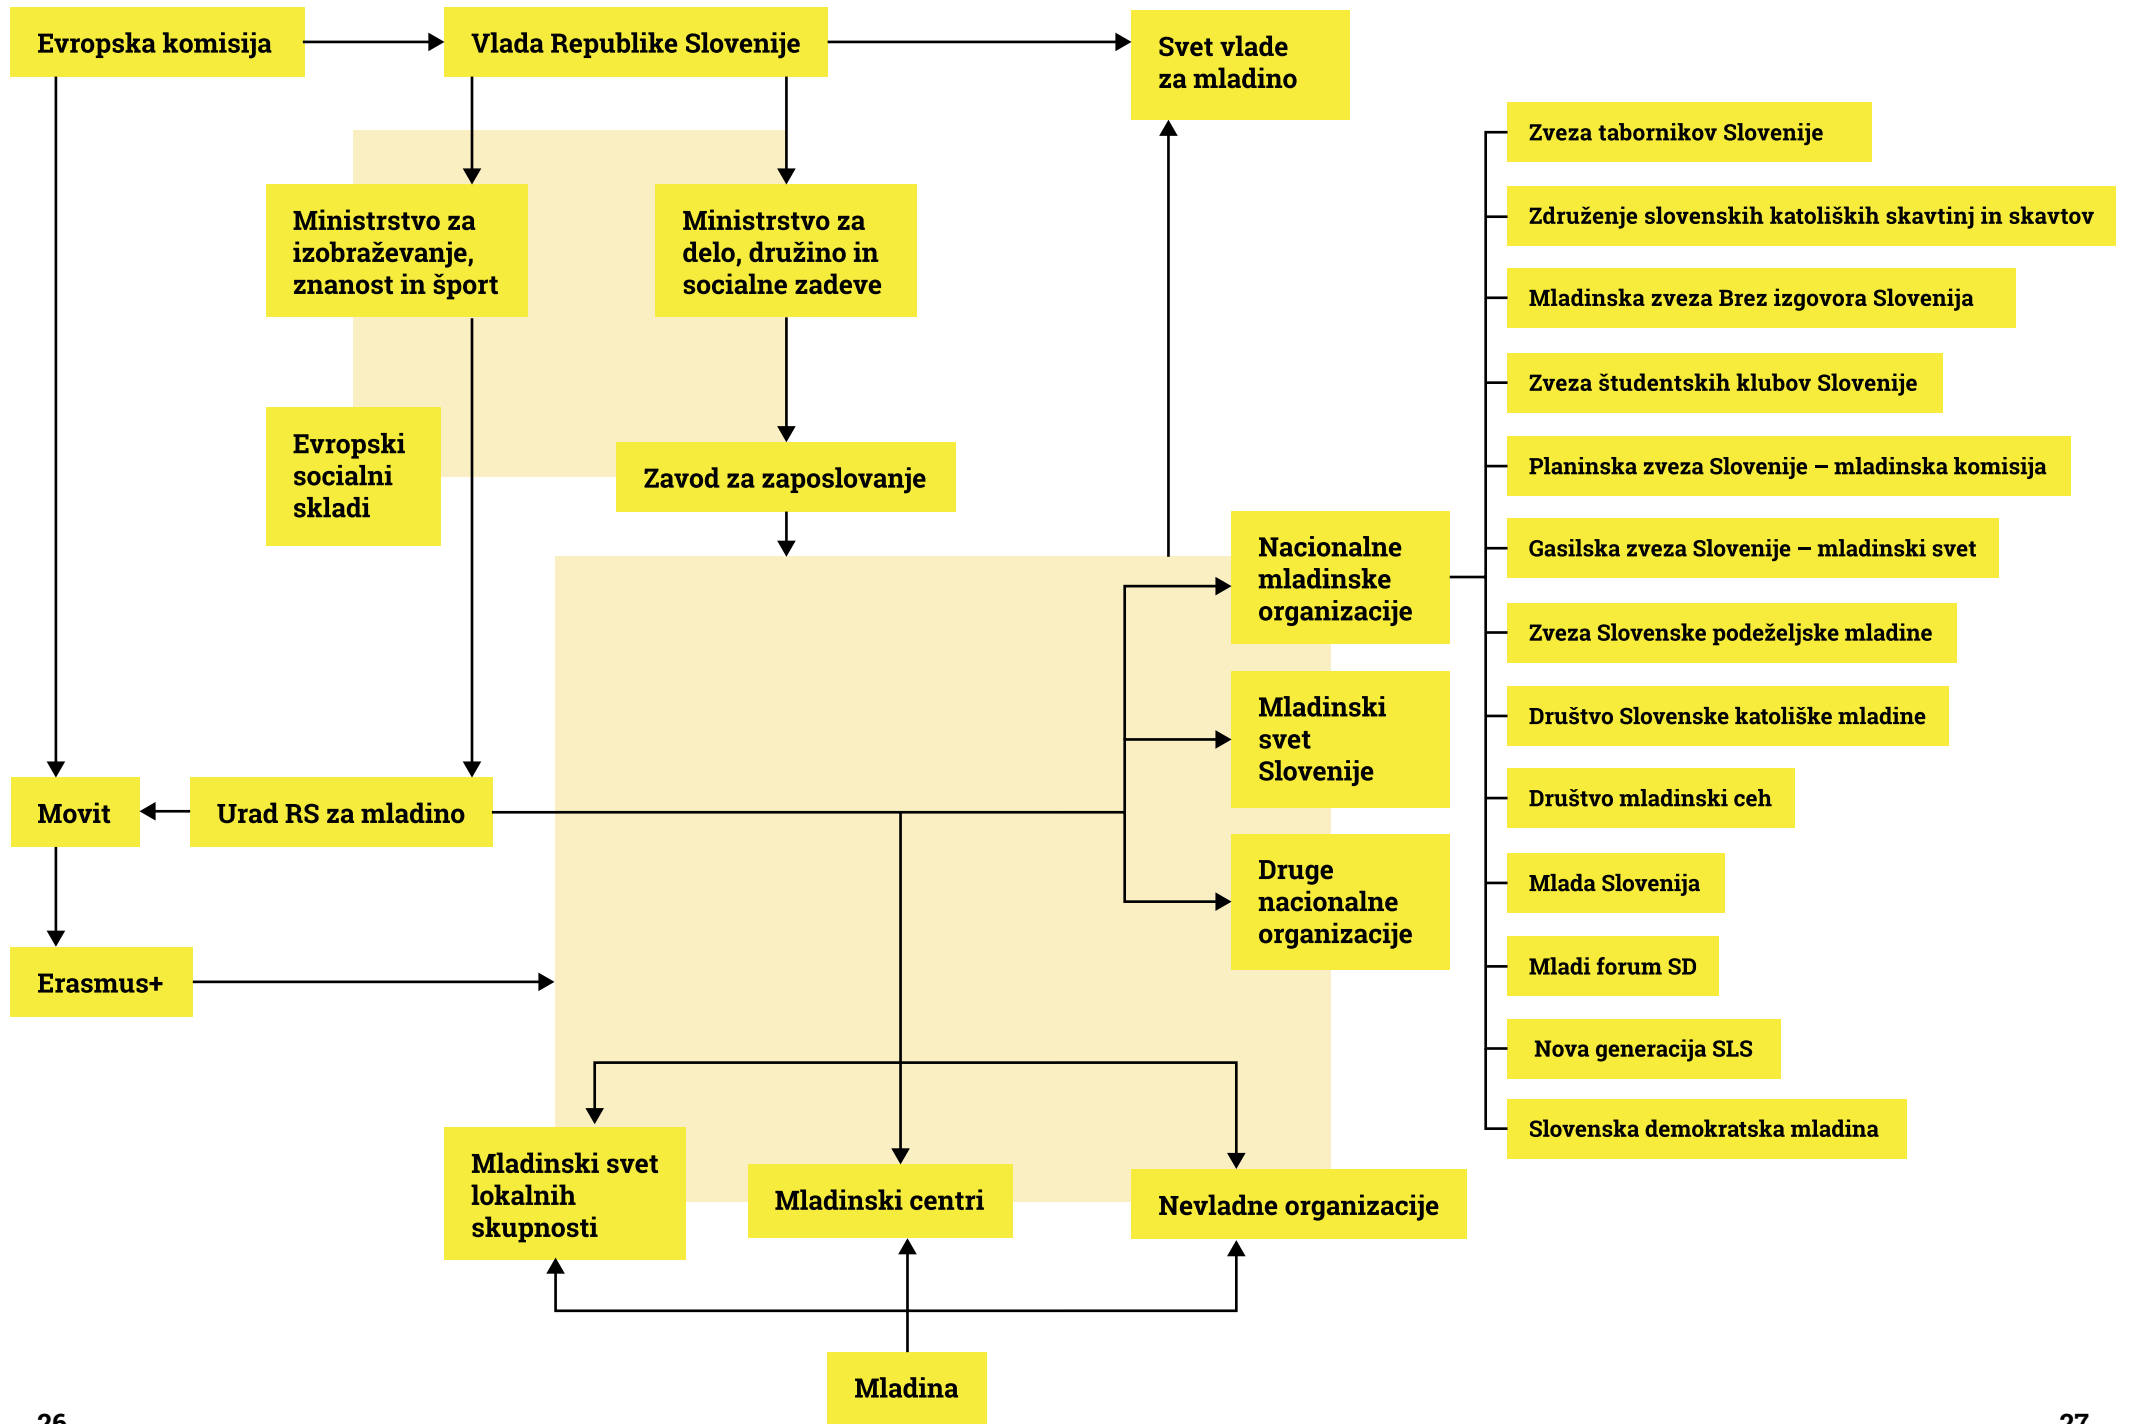 Evropska komisija
Vlada Republike Slovenije
Svet vlade
za mladino
Ministrstvo za
izobraževanje,
znanost in šport
Ministrstvo za
delo, družino in
socialne zadeve
Evropski
socialni
skladi
Zavod za zaposlovanje
Nacionalne
mladinske
organizacije
Mladinski
svet
Slovenije
Druge
nacionalne
organizacije
Movit
Urad RS za mladino
Erasmus+
Mladinski svet
lokalnih
skupnosti
Mladinski centri
Nevladne organizacije
Mladina
Zveza tabornikov Slovenije
Združenje slovenskih katoliških skavtinj in skavtov
Mladinska zveza Brez izgovora Slovenija
Zveza študentskih klubov Slovenije
Planinska zveza Slovenije – mladinska komisija
Gasilska zveza Slovenije – mladinski svet
Zveza Slovenske podeželjske mladine
Društvo Slovenske katoliške mladine
Društvo mladinski ceh
Mlada Slovenija
Mladi forum SD
Nova generacija SLS
Slovenska demokratska mladina
26
27